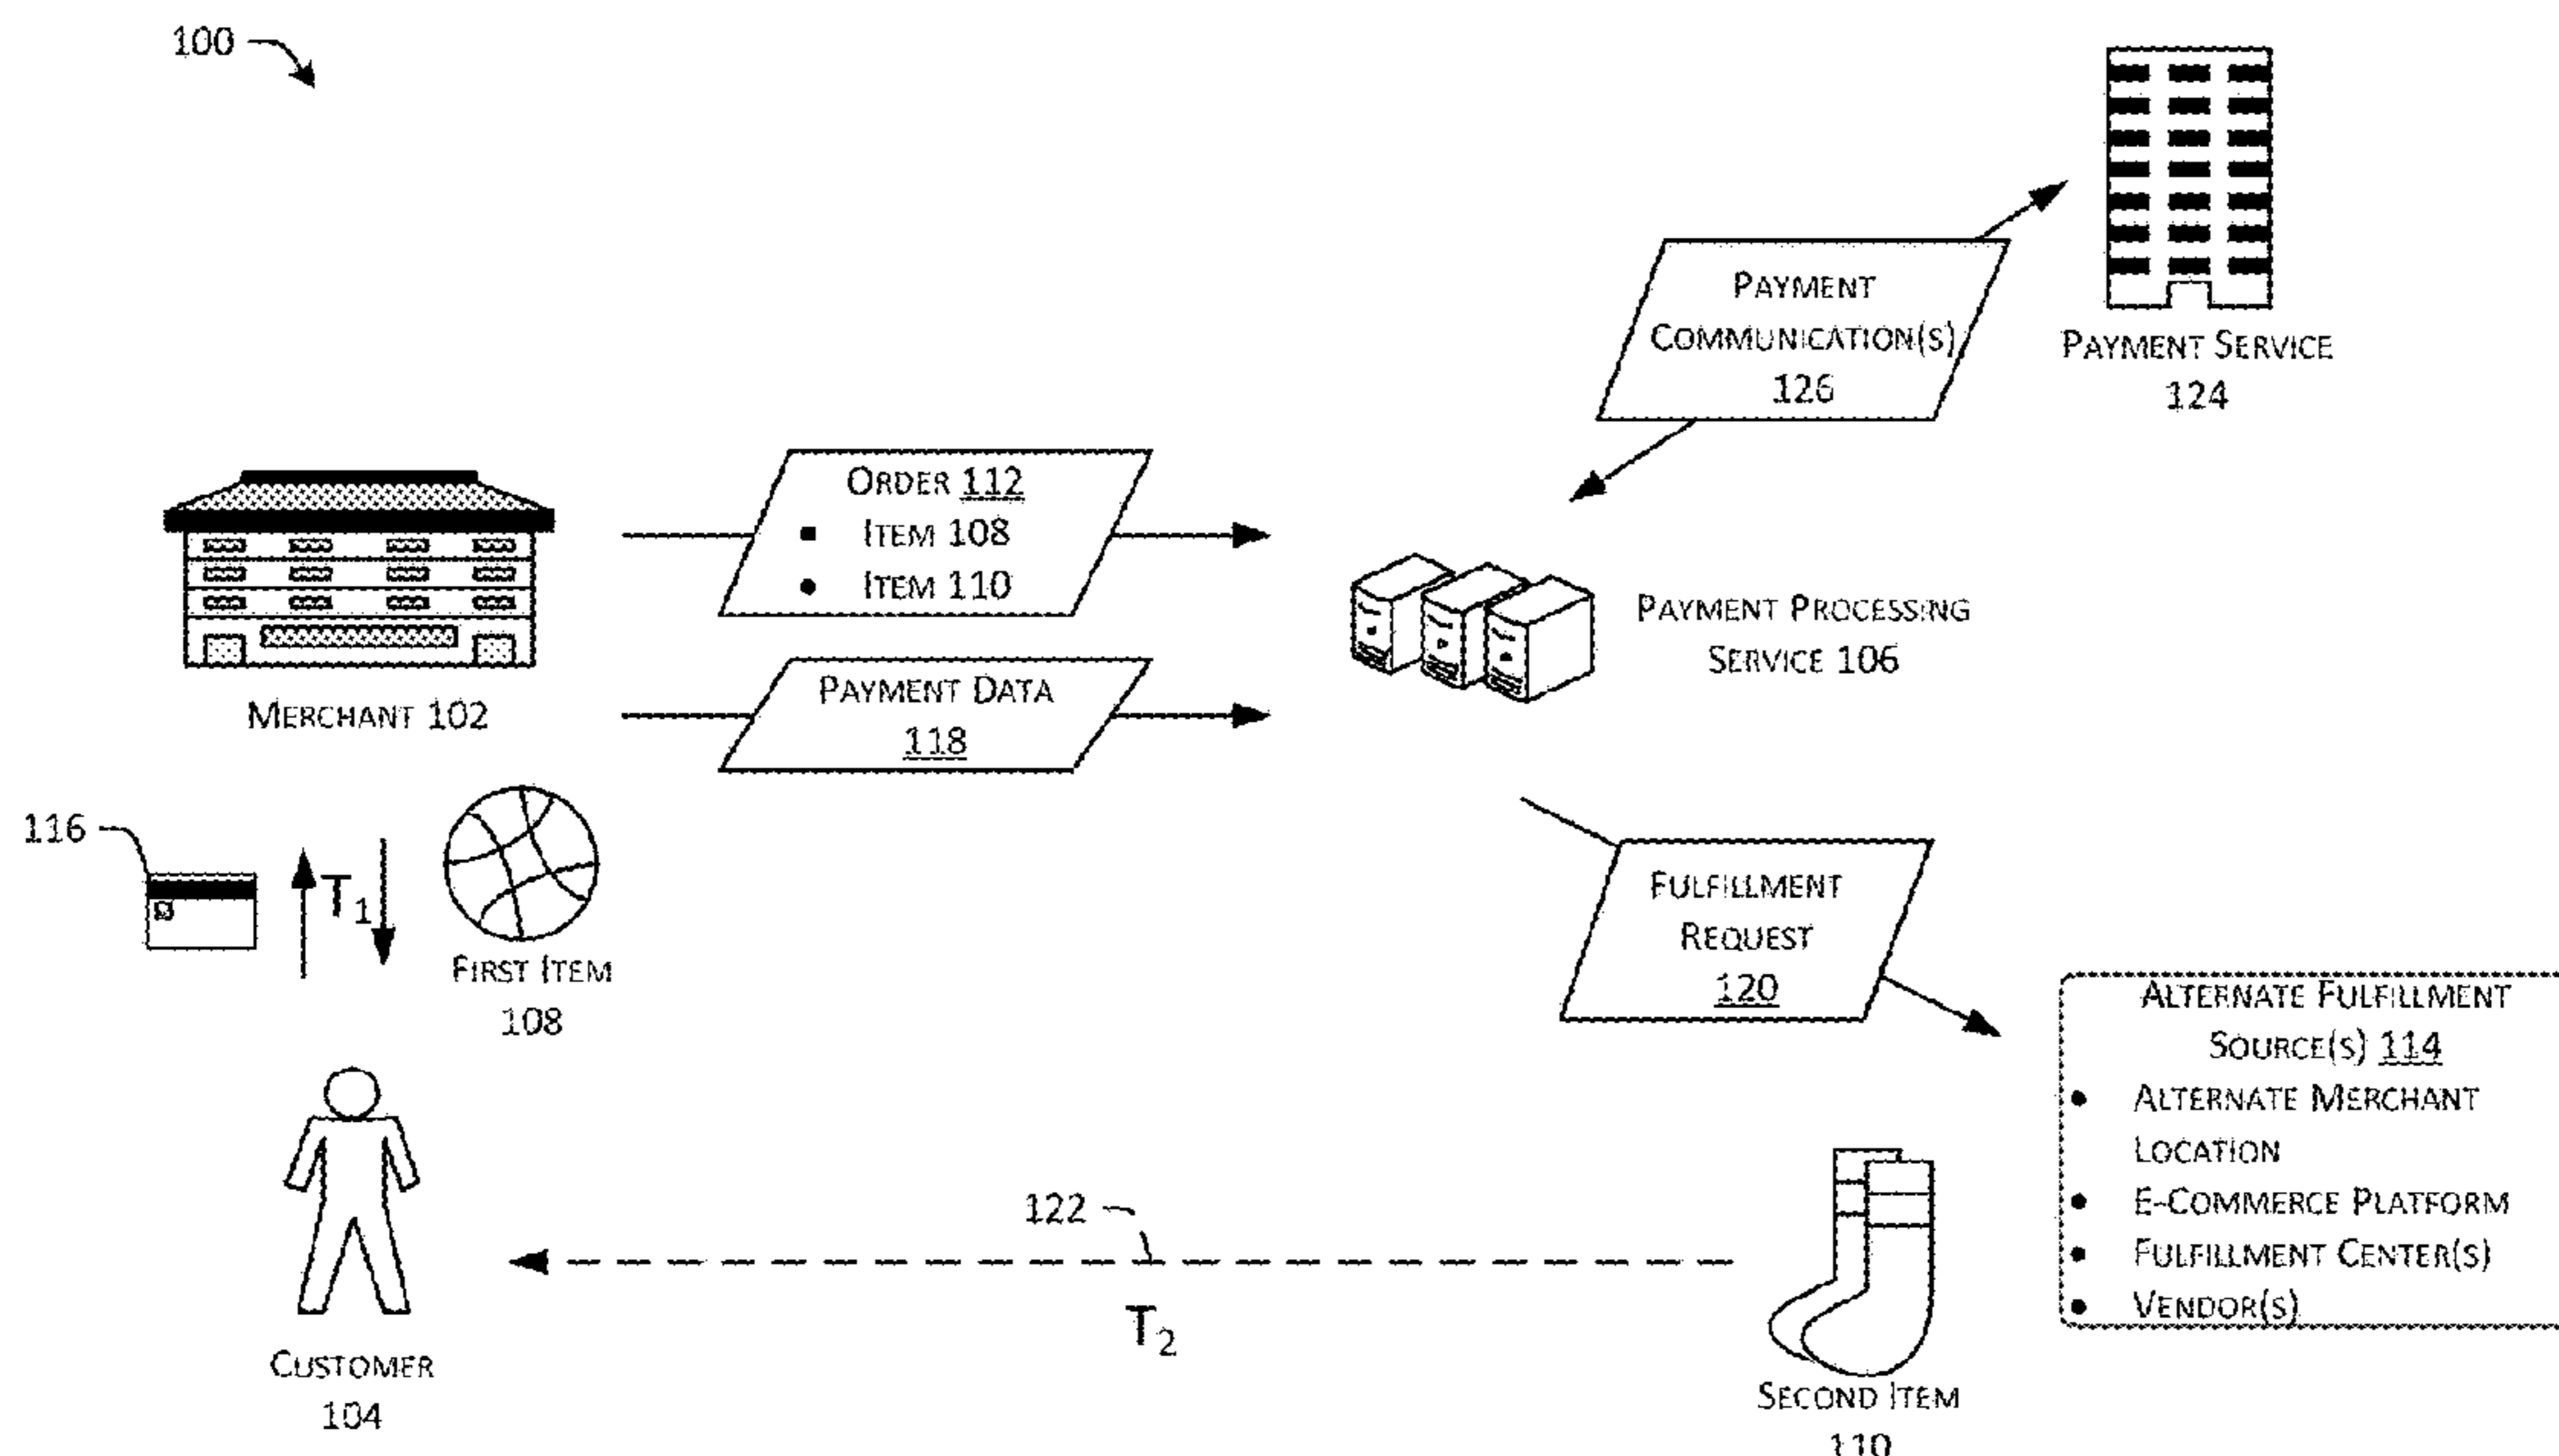 100
PAYMENT
COMMUNICATION(S)
126
PAYMENT SERVICE
124
ORDER 112
ITEM 108
ITEM 110
MERCHANT 102
PAYMENT DATA
118
PAYMENT PROCESSING
SERVICE 106
116
T1
FIRST ITEM
108
FULFILLMENT
REQUEST
120
ALTERNATE FULFILLMENT
SOURCE(S) 114
ALTERNATE MERCHANT
LOCATION
E-COMMERCE PLATFORM
FULFILLMENT CENTER(S)
VENDOR(S)
122
T2
CUSTOMER
104
SECOND ITEM
110